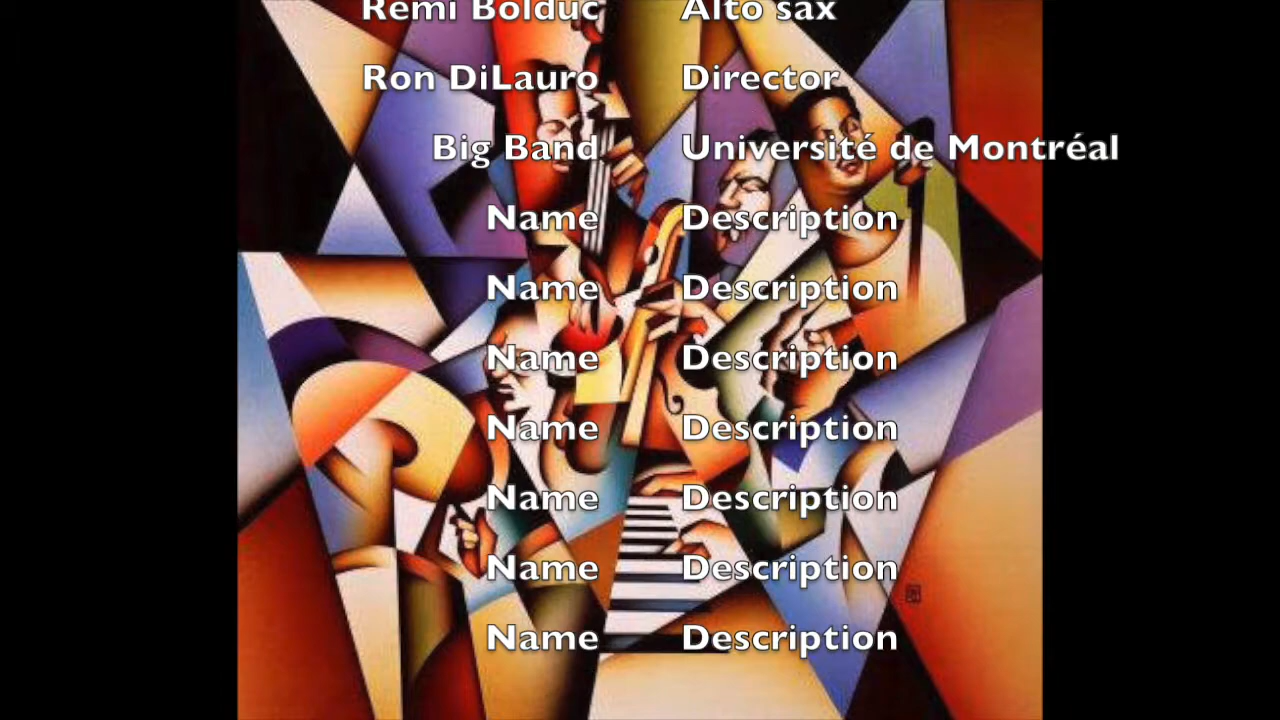 Remi Bolduc Alto sax
Ron DiLauro Director
Big Band Université de Montréal
Name Description
Name Description
Name Description
Name Description
Name Description
Name Description
Name Description